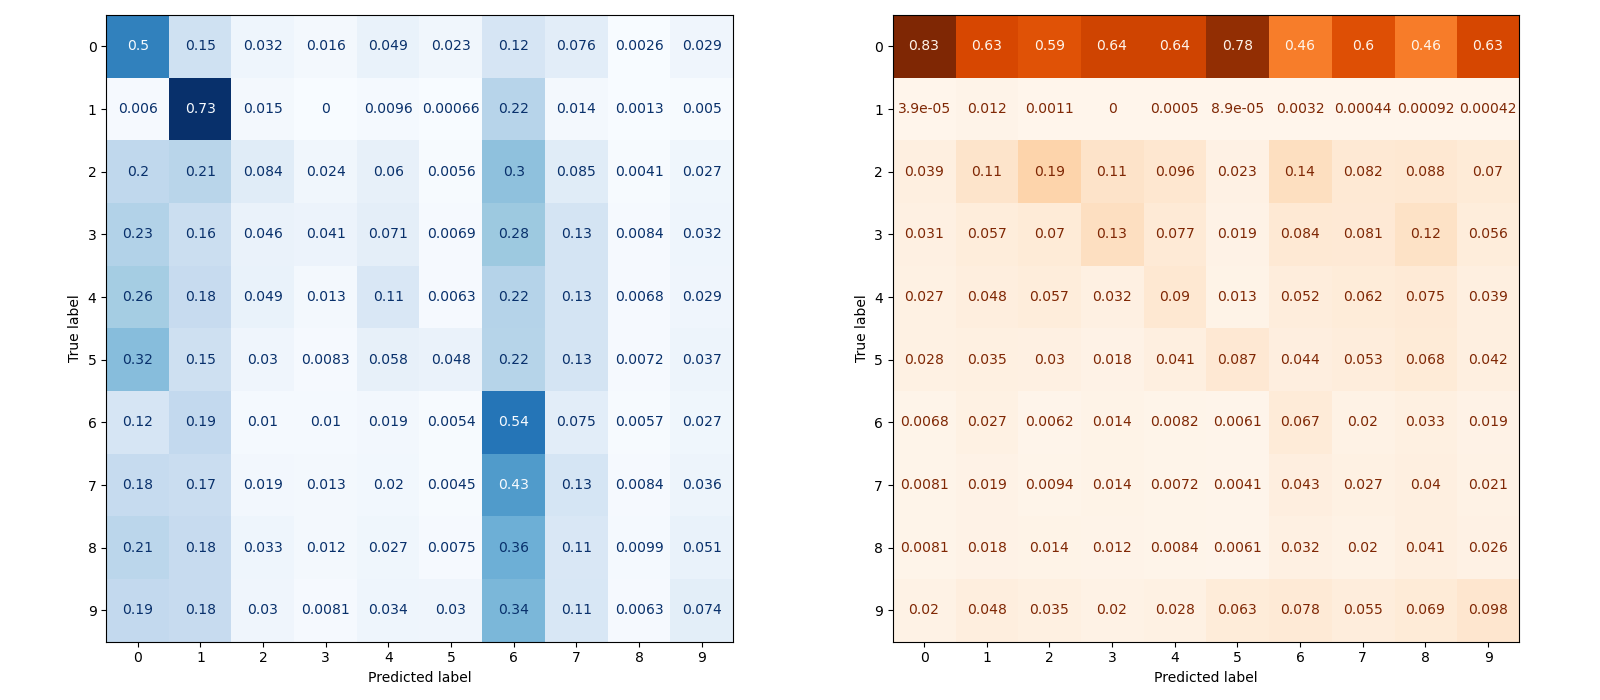 0 0.5 0.15 0.032 0.016 0.049 0.023 0.12 0.076 0.0026 0.029
1 0.006 0.73 0.015 0 0.0096 0.00066 0.22 0.014 0.0013 0.005
2 0.2 0.21 0.084 0.024 0.06 0.0056 0.3 0.085 0.0041 0.027
3 0.23 0.16 0.046 0.041 0.071 0.0069 0.28 0.13 0.0084 0.032
4 0.26 0.18 0.049 0.013 0.11 0.0063 0.22 0.13 0.0068 0.029
5 0.32 0.15 0.03 0.0083 0.058 0.048 0.22 0.13 0.0072 0.037
6 0.12 0.19 0.01 0.01 0.019 0.0054 0.54 0.075 0.0057 0.027
7 0.18 0.17 0.019 0.013 0.02 0.0045 0.43 0.13 0.0084 0.036
8 0.21 0.18 0.033 0.012 0.027 0.0075 0.36 0.11 0.0099 0.051
9 0.19 0.18 0.03 0.0081 0.034 0.03 0.34 0.11 0.0063 0.074
0 1 2 3 4 5 6 7 8 9
Predicted label
True label
0 0.83 0.63 0.59 0.64 0.64 0.78 0.46 0.6 0.46 0.63
1 3.9e-05 0.012 0.0011 0 0.0005 8.9e-05 0.0032 0.00044 0.00092 0.00042
2 0.039 0.11 0.19 0.11 0.096 0.023 0.14 0.082 0.088 0.07
3 0.031 0.057 0.07 0.13 0.077 0.019 0.084 0.081 0.12 0.056
4 0.027 0.048 0.057 0.032 0.09 0.013 0.052 0.062 0.075 0.039
5 0.028 0.035 0.03 0.018 0.041 0.087 0.044 0.053 0.068 0.042
6 0.0068 0.027 0.0062 0.014 0.0082 0.0061 0.067 0.02 0.033 0.019
7 0.0081 0.019 0.0094 0.014 0.0072 0.0041 0.043 0.027 0.04 0.021
8 0.0081 0.018 0.014 0.012 0.0084 0.0061 0.032 0.02 0.041 0.026
9 0.02 0.048 0.035 0.02 0.028 0.063 0.078 0.055 0.069 0.098
0 1 2 3 4 5 6 7 8 9
Predicted label
True label